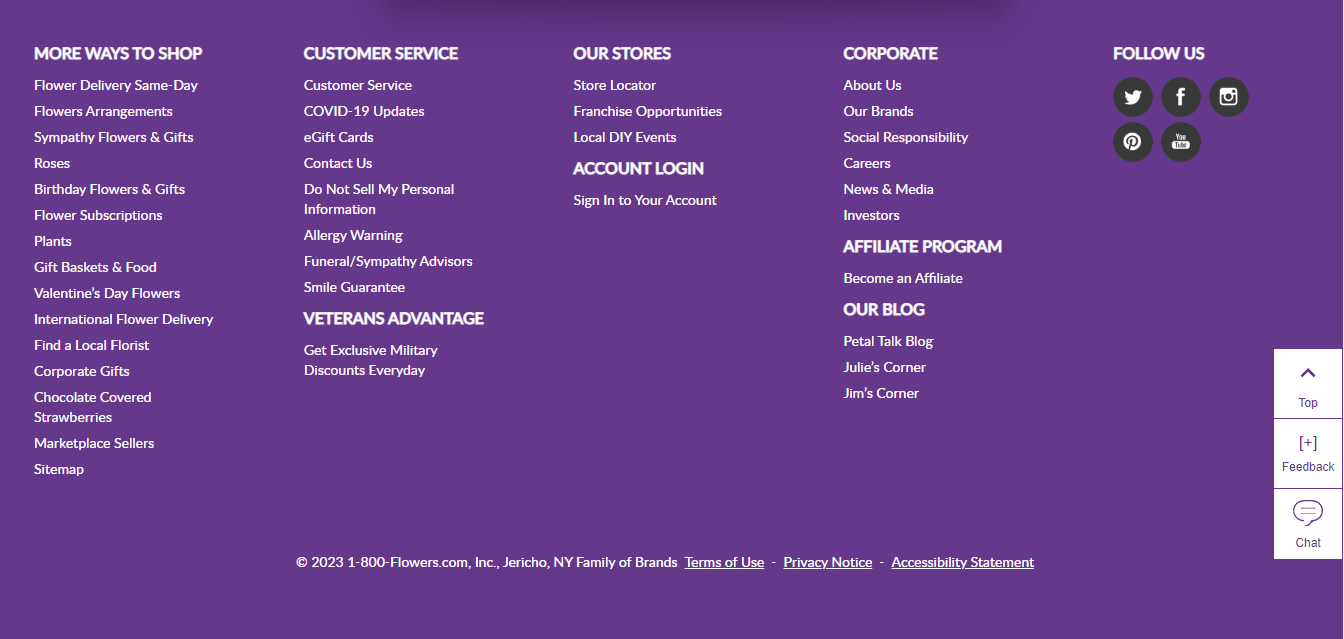 MORE WAYS TO SHOP
Flower Delivery Same-Day
Flowers Arrangements
Sympathy Flowers & Gifts
Roses
Birthday Flowers & Gifts
Flower Subscriptions
Plants
Gift Baskets & Food
Valentine’s Day Flowers
International Flower Delivery
Find a Local Florist
Corporate Gifts
Chocolate Covered
Strawberries
Marketplace Sellers
Sitemap
CUSTOMER SERVICE
Customer Service
COVID-19 Updates
eGift Cards
Contact Us
Do Not Sell My Personal
Information
Allergy Warning
Funeral/Sympathy Advisors
Smile Guarantee
VETERANS ADVANTAGE
Get Exclusive Military
Discounts Everyday
OUR STORES
Store Locator
Franchise Opportunities
Local DIY Events
ACCOUNT LOGIN
Sign In to Your Account
CORPORATE
About Us
Our Brands
Social Responsibility
Careers
News & Media
Investors
AFFILIATE PROGRAM
Become an Affiliate
OUR BLOG
Petal Talk Blog
Julie’s Corner
Jim’s Corner
FOLLOW US
You
Tube
Top
[+]
Feedback
Chat
© 2023 1-800-Flowers.com, Inc., Jericho, NY Family of Brands Terms of Use - Privacy Notice - Accessibility Statement